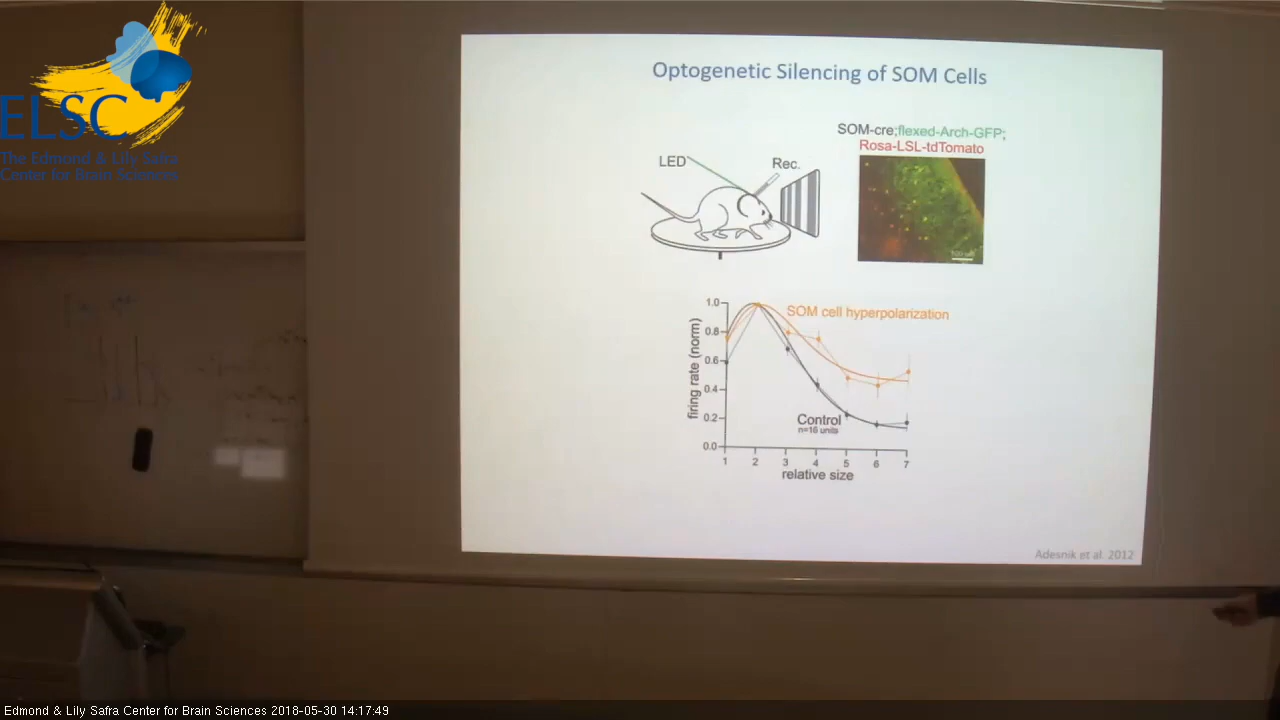 ELSC
The Edmond & Lily Safra
Center for Brain Sciences
Optogenetic Silencing of SOM Cells
SOM-cre;flexed-Arch-GFP;
Rosa-LSL-tdTomato
LED
Rec.
1.0
0.8
0.6
0.4
0.2
0.0
firing rate (norm)
SOM cell hyperpolarization
Control
n=16 units
1 2 3 4 5 6 7
relative size
Adesnik et al. 2012
Edmond & Lily Safra Center for Brain Sciences 2018-05-30 14:17:49